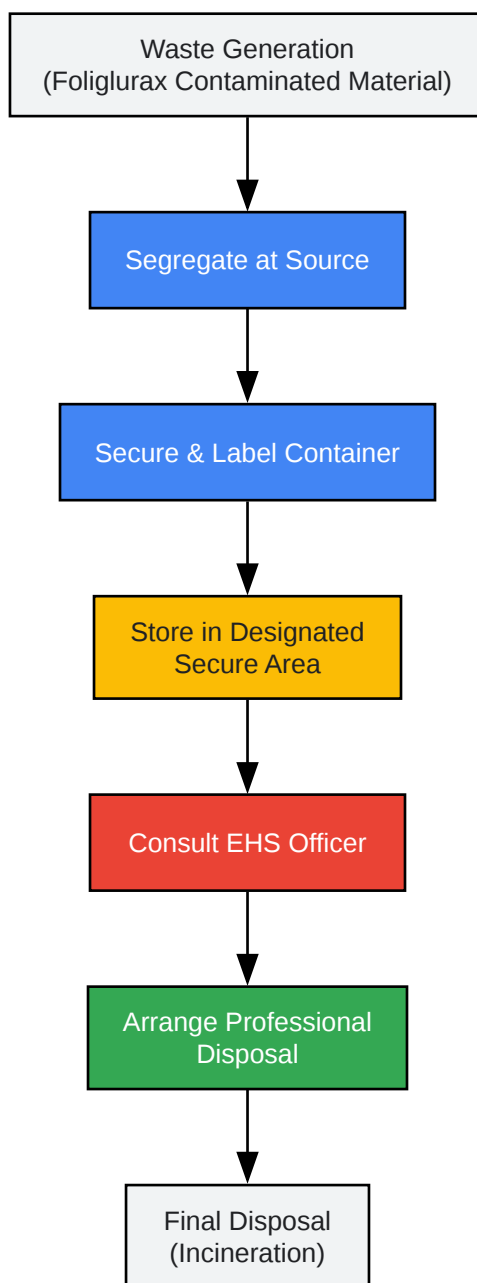 Waste Generation
(Foliglurax Contaminated Material)
Segregate at Source
Secure & Label Container
Store in Designated
Secure Area
Consult EHS Officer
Arrange Professional
Disposal
Final Disposal
(Incineration)